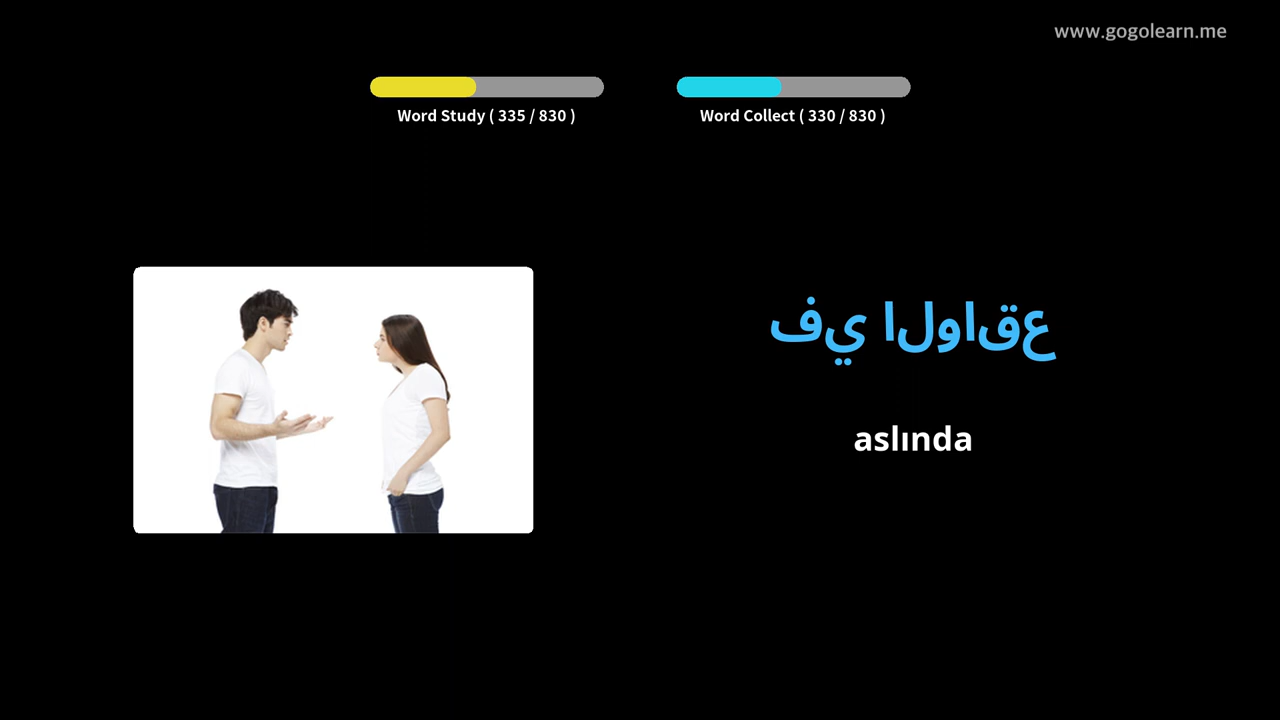 www.gogolearn.me
Word Study ( 335 / 830 )
Word Collect ( 330 / 830 )
في الواقع
aslında